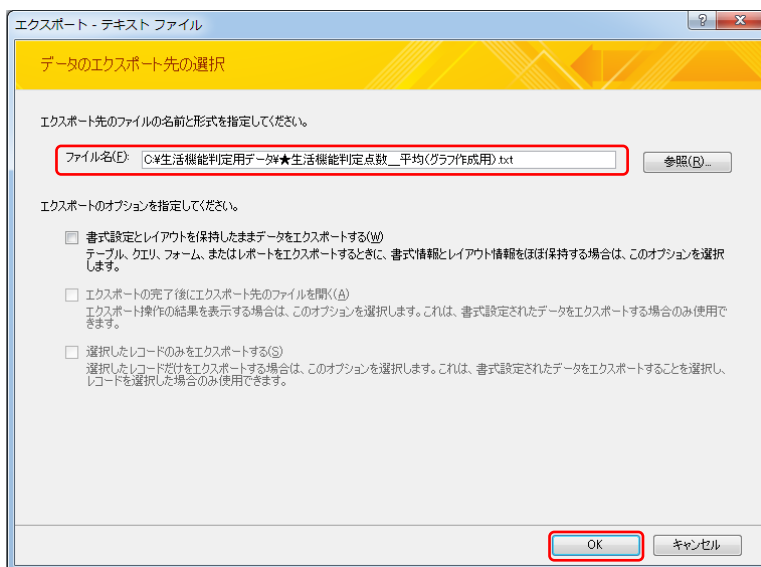 エクスポート - テキスト ファイル
データのエクスポート先の選択
エクスポート先のファイルの名前と形式を指定してください。
ファイル名(F): C:¥生活機能判定用データ¥★生活機能判定点数__平均(グラフ作成用).txt 参照(R)...
エクスポートのオプションを指定してください。
書式設定とレイアウトを保持したままデータをエクスポートする(W)
テーブル、クエリ、フォーム、またはレポートをエクスポートするときに、書式情報とレイアウト情報をほぼ保持する場合は、このオプションを選択
します。
エクスポートの完了後にエクスポート先のファイルを開く(A)
エクスポート操作の結果を表示する場合は、このオプションを選択します。これは、書式設定されたデータをエクスポートする場合のみ使用で
きます。
選択したレコードのみをエクスポートする(S)
選択したレコードだけをエクスポートする場合は、このオプションを選択します。これは、書式設定されたデータをエクスポートすることを選択し、
レコードを選択した場合のみ使用できます。
OK キャンセル